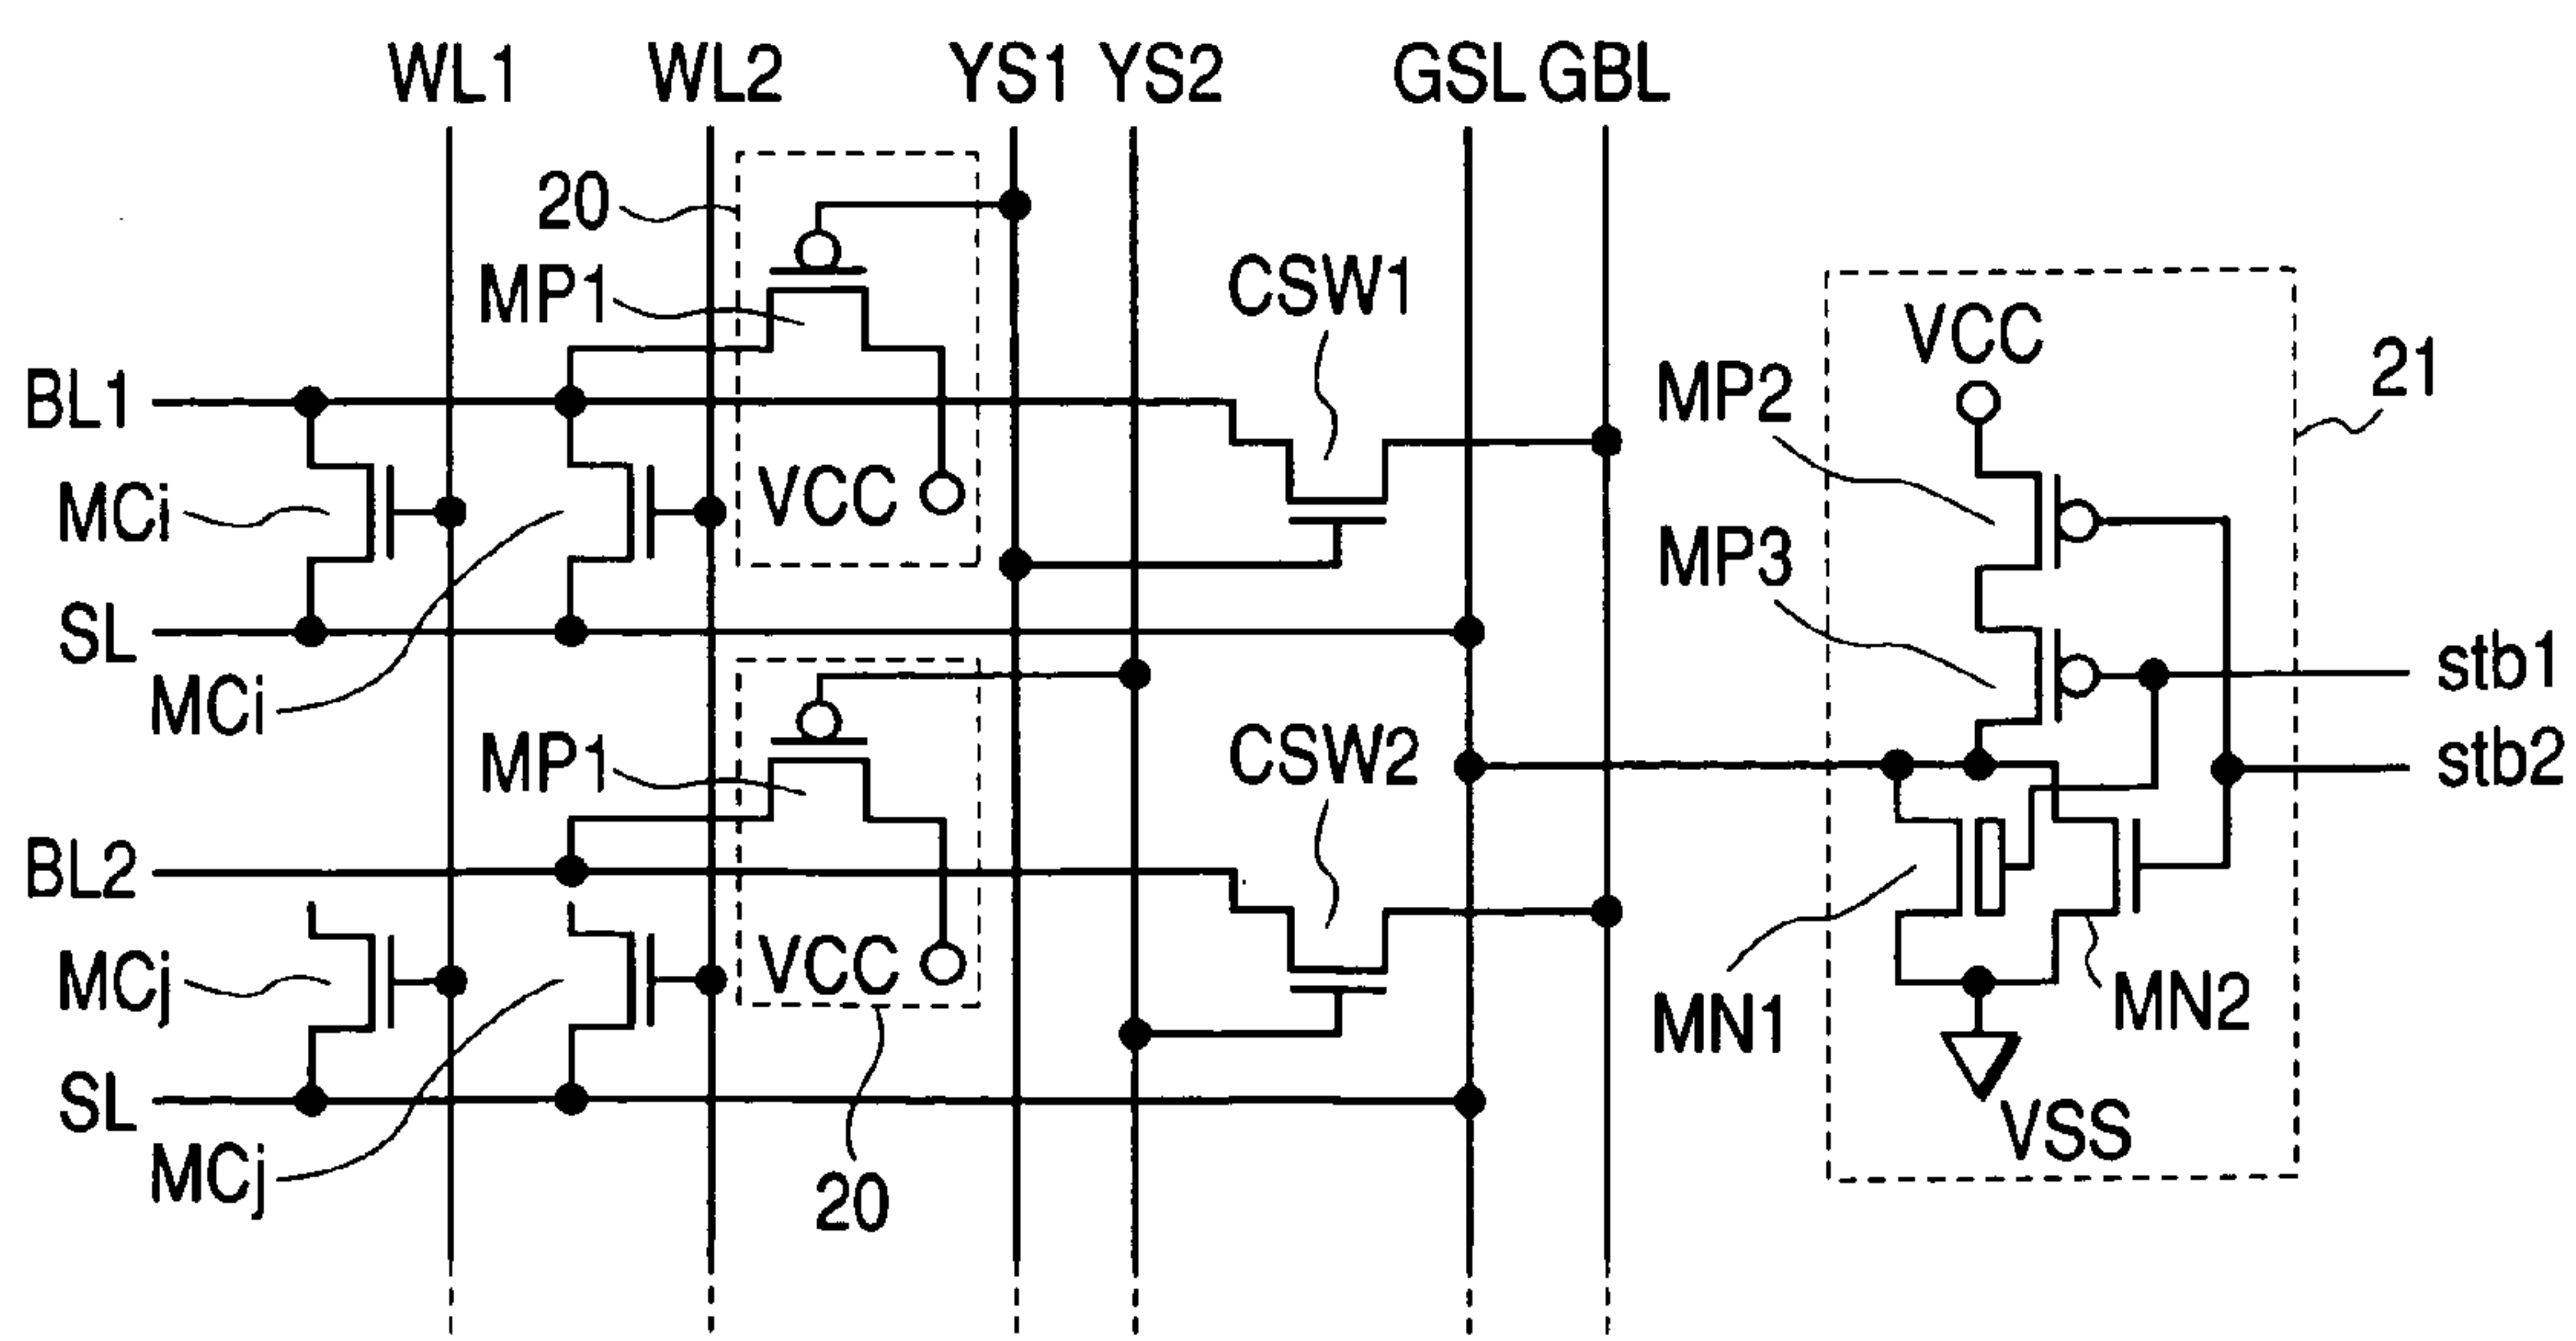 WL1 WL2 YS1 YS2 GSL GBL
20
MP1
CSW1
VCC
MP2
21
BL1
MCi
VCC
MP3
SL
MCi
stb1
MP1
CSW2
stb2
BL2
MCj
VCC
MN1
MN2
SL
VSS
MCj
20